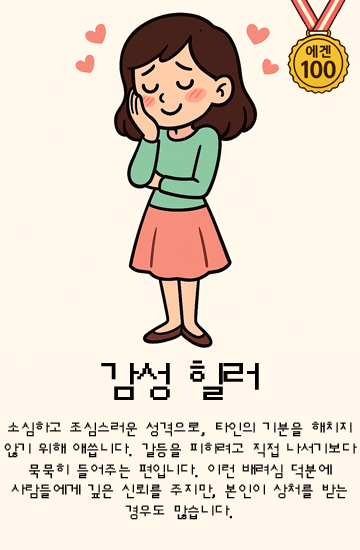 에겐
100
감성 힐러
소심하고 조심스러운 성격으로, 타인의 기분을 해치지
않기 위해 애씁니다. 갈등을 피하려고 직접 나서기보다
묵묵히 들어주는 편입니다. 이런 배려심 덕분에
사람들에게 깊은 신뢰를 주지만, 본인이 상처를 받는
경우도 많습니다.